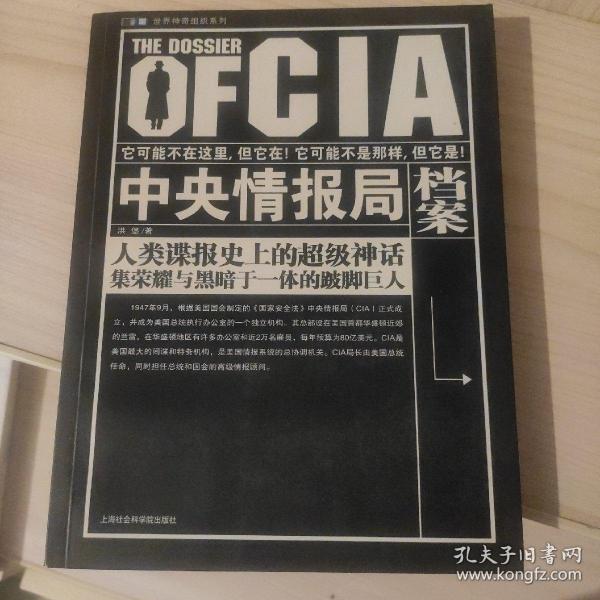 世界神奇组织系列
THE DOSSIER
OF CIA
它可能不在这里,但它在!它可能不是那样,但它是!
中央情报局
档案
洪堡/著
人类谍报史上的超级神话
集荣耀与黑暗于一体的跛脚巨人
1947年9月,根据美国国会制定的《国家安全法》中央情报局(CIA)正式成
立,并成为美国总统执行办公室的一个独立机构。其总部设在美国首都华盛顿近郊
的兰雷。在华盛顿地区有许多办公室和近2万名雇员,每年预算为80亿美元。CIA是
美国最大的间谍和特务机构,是美国情报系统的总协调机关。CIA局长由美国总统
任命,同时担任总统和国会的高级情报顾问。
上海社会科学院出版社
孔夫子旧书网
www.kongfz.com